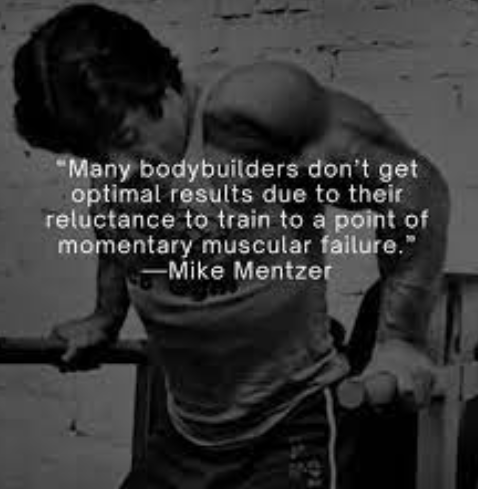 “Many bodybuilders don’t get
optimal results due to their
reluctance to train to a point of
momentary muscular failure.”
—Mike Mentzer